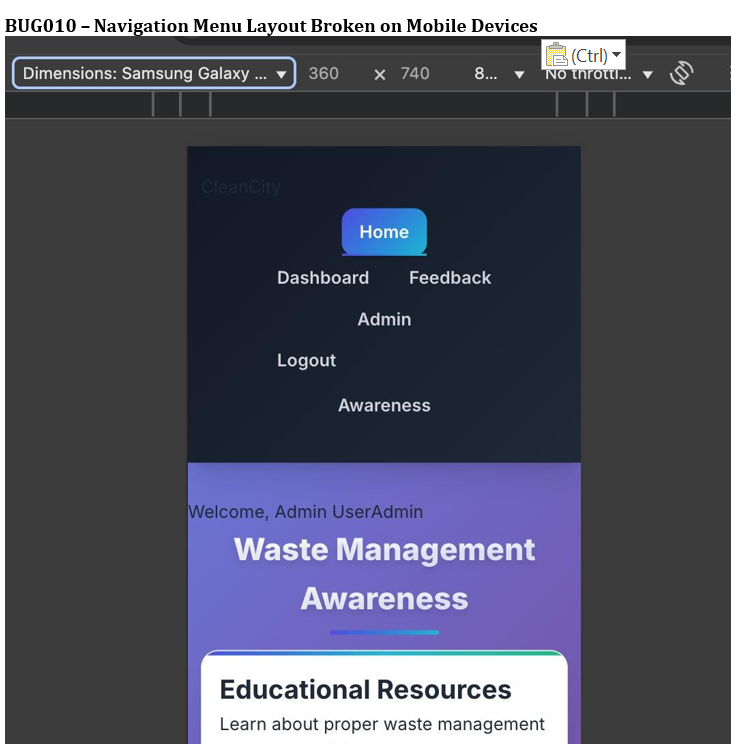 BUG010 – Navigation Menu Layout Broken on Mobile Devices
(Ctrl)
Dimensions: Samsung Galaxy ... 360 × 740 8... No throttl...
CleanCity
Home
Dashboard Feedback
Admin
Logout
Awareness
Welcome, Admin UserAdmin
Waste Management
Awareness
Educational Resources
Learn about proper waste management